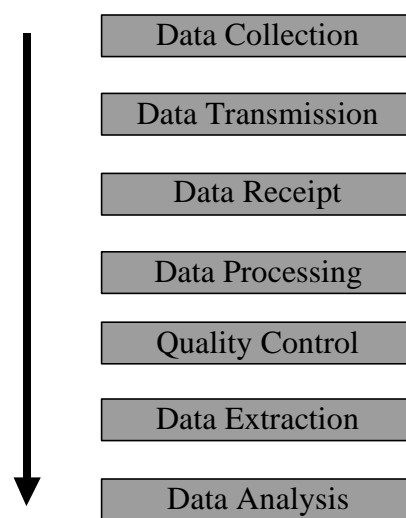 Data Collection
Data Transmission
Data Receipt
Data Processing
Quality Control
Data Extraction
Data Analysis